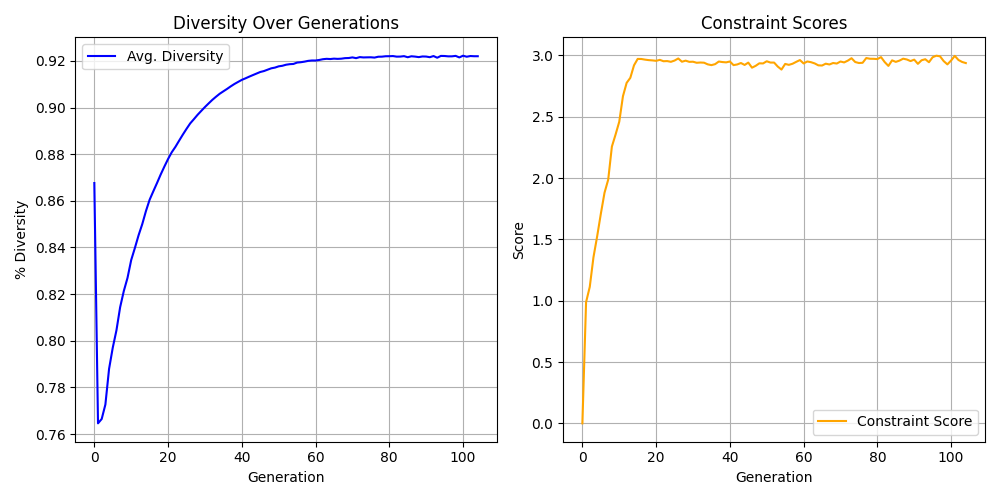 Diversity Over Generations
Avg. Diversity
% Diversity
0.92
0.90
0.88
0.86
0.84
0.82
0.80
0.78
0.76
0 20 40 60 80 100
Generation
Constraint Scores
Score
3.0
2.5
2.0
1.5
1.0
0.5
0.0
Constraint Score
0 20 40 60 80 100
Generation